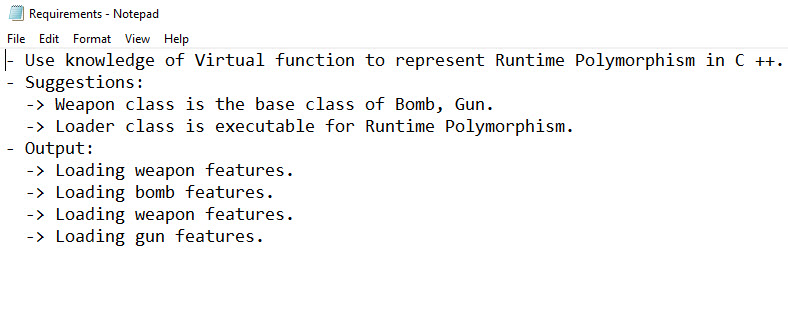 Requirements - Notepad
File Edit Format View Help
- Use knowledge of Virtual function to represent Runtime Polymorphism in C ++.
- Suggestions:
-> Weapon class is the base class of Bomb, Gun.
-> Loader class is executable for Runtime Polymorphism.
- Output:
-> Loading weapon features.
-> Loading bomb features.
-> Loading weapon features.
-> Loading gun features.